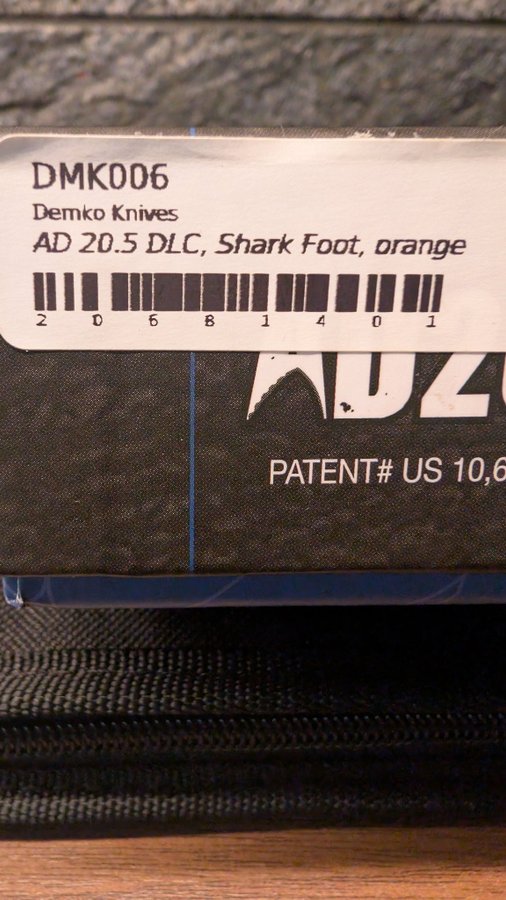 DMK006
Demko Knives
AD 20.5 DLC, Shark Foot, orange
2 0 6 8 1 4 0 1
AD20
PATENT# US 10,6